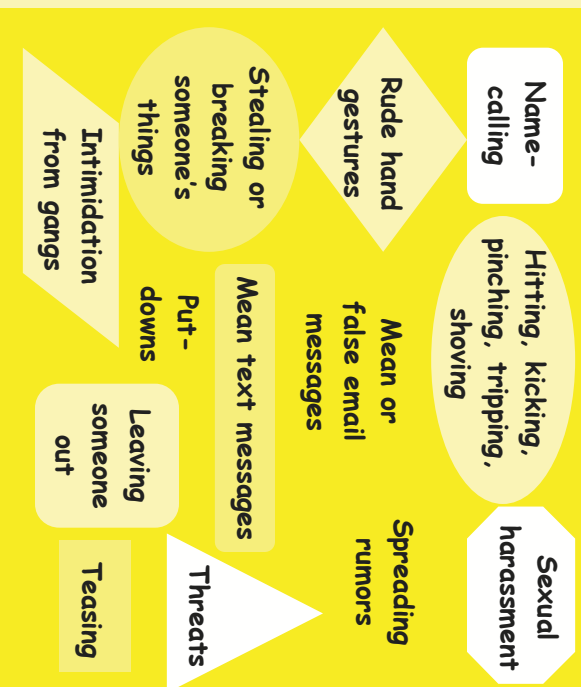 Name-
calling
Hitting, kicking,
pinching, tripping,
shoving
Sexual
harassment
Rude hand
gestures
Mean or
false email
messages
Spreading
rumors
Stealing or
breaking
someone's
things
Mean text messages
Threats
Put-
downs
Intimidation
from gangs
Leaving
someone
out
Teasing